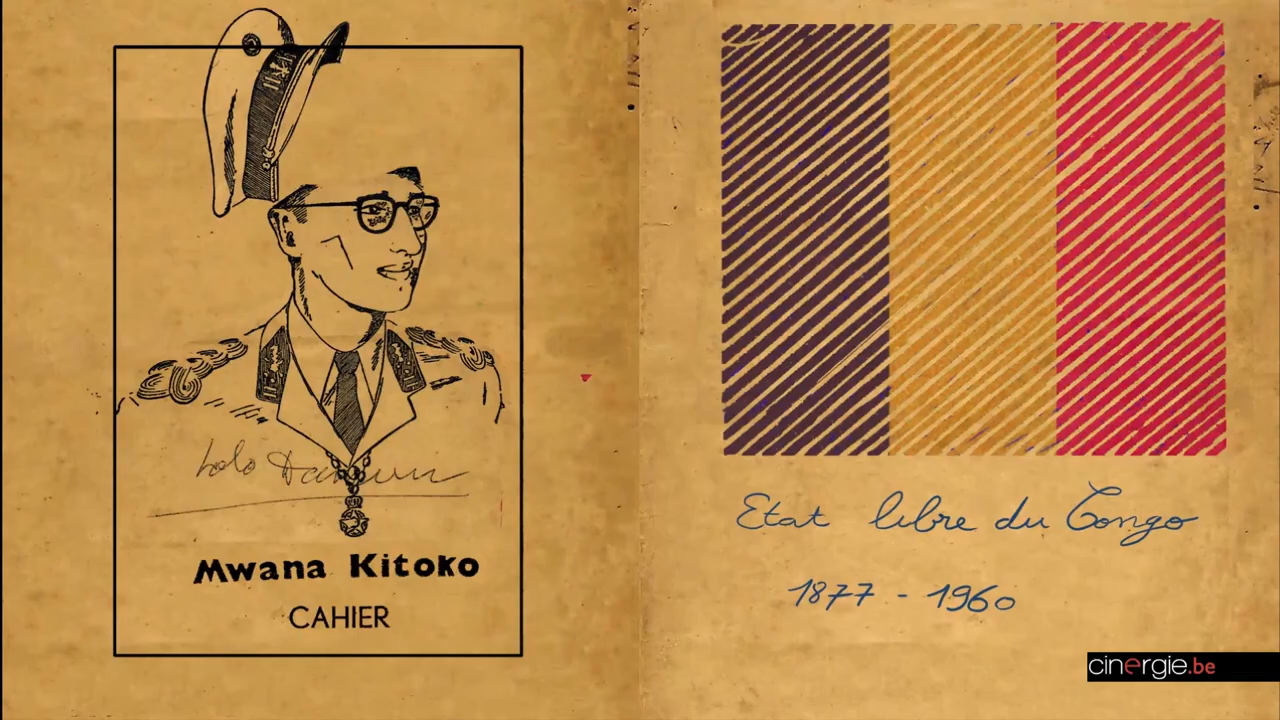 Mwana Kitoko
CAHIER
Etat libre du Congo
1877 - 1960
cinergie.be